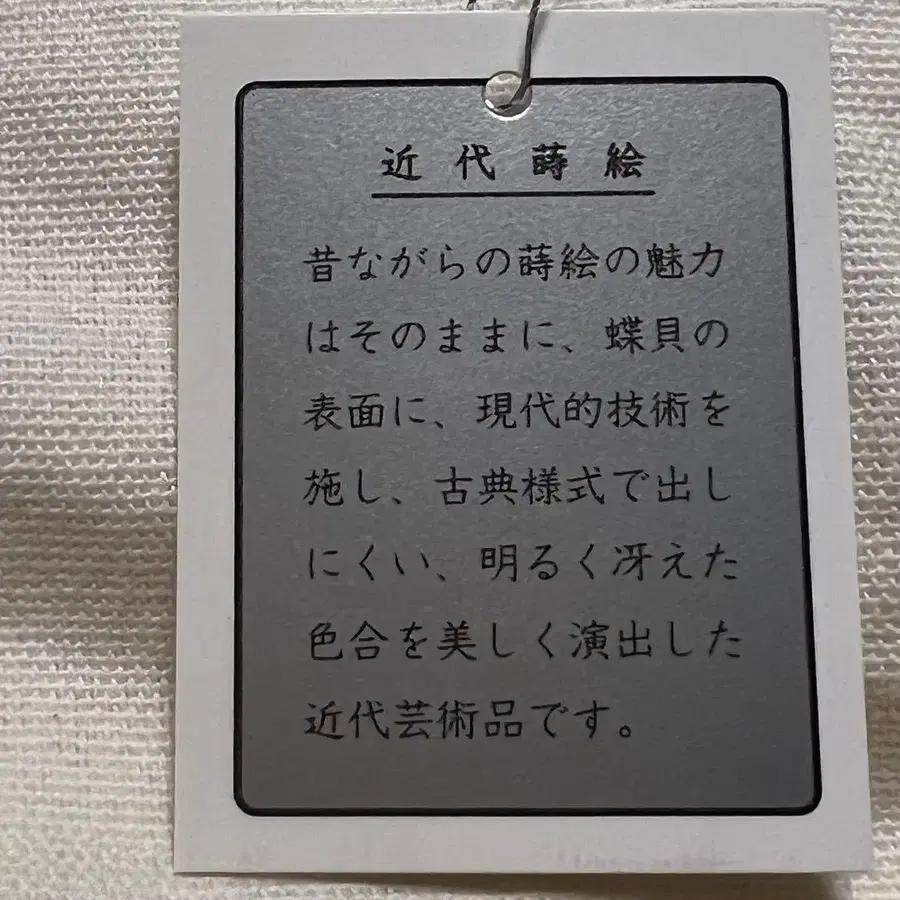 近代蒔絵
昔ながらの蒔絵の魅力
はそのままに、蝶貝の
表面に、現代的技術を
施し、古典様式で出し
にくい、明るく冴えた
色合を美しく演出した
近代芸術品です。